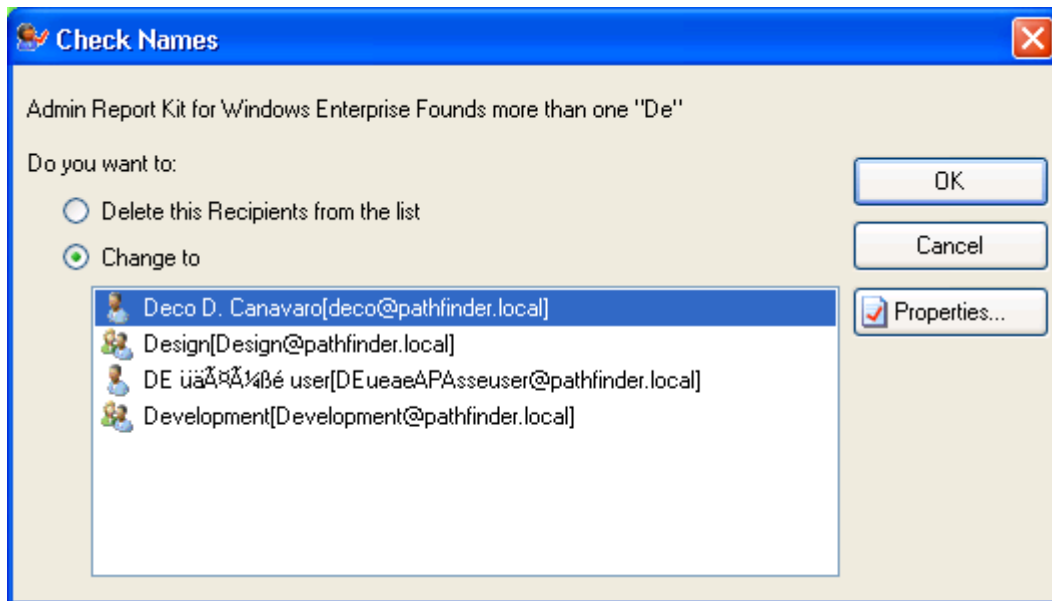 Check Names
Admin Report Kit for Windows Enterprise Founds more than one "De"
Do you want to:
Delete this Recipients from the list
Change to
Deco D. Canavaro[deco@pathfinder.local]
Design[Design@pathfinder.local]
DE üäÃ¤Ã¼ßé user[DEueaeAPAsseuser@pathfinder.local]
Development[Development@pathfinder.local]
OK
Cancel
Properties...